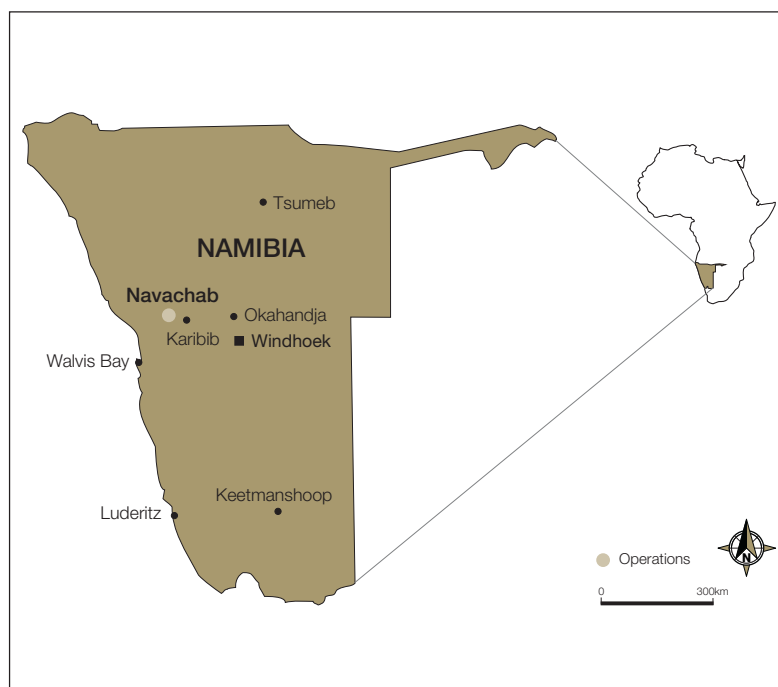 Tsumeb
NAMIBIA
Navachab
Okahandja
Karibib
Windhoek
Walvis Bay
Keetmanshoop
Luderitz
Operations
N
0 300km